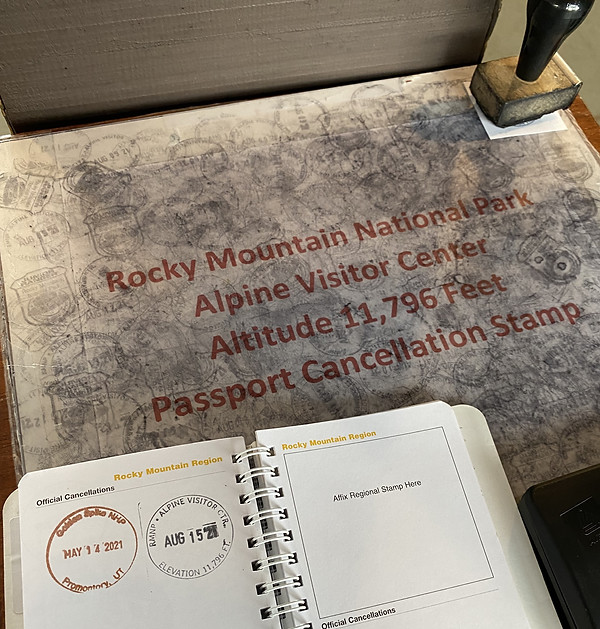 Rocky Mountain National Park
Alpine Visitor Center
Altitude 11,796 Feet
Passport Cancellation Stamp
Rocky Mountain Region
Official Cancellations
Golden Spike NHP
MAY 14 2021
Promontory, UT
RMNP • ALPINE VISITOR CTR.
AUG 15
ELEVATION 11,796 FT.
Rocky Mountain Region
Affix Regional Stamp Here
Official Cancellations